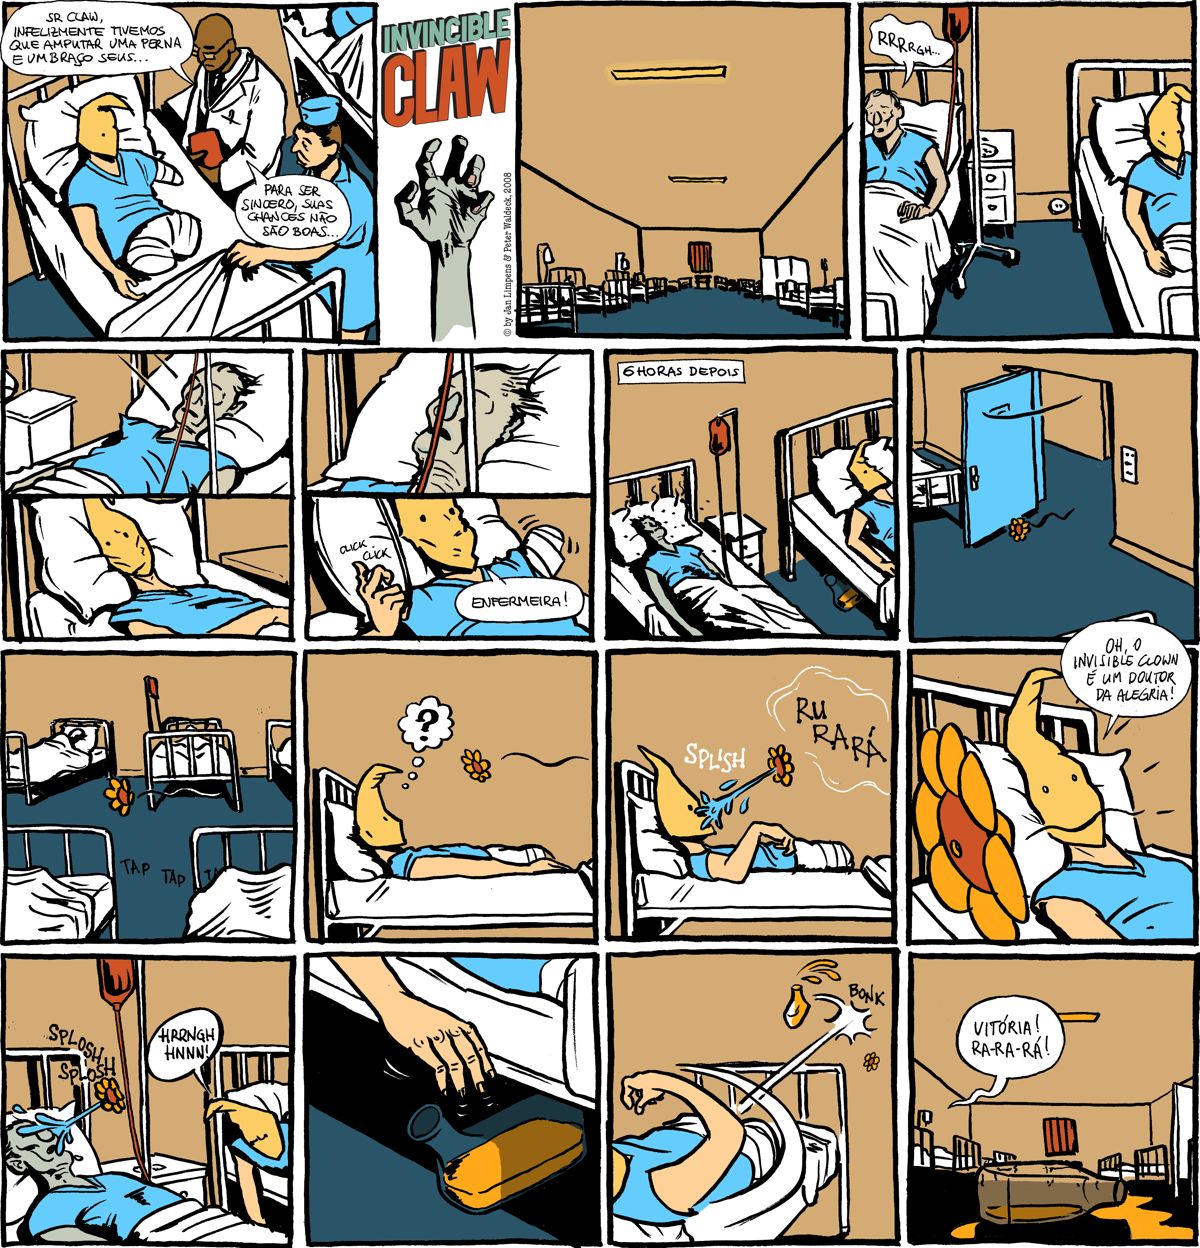 SR CLAW,
INFELIZMENTE TIVEMOS
QUE AMPUTAR UMA PERNA
E UM BRAÇO SEUS...
PARA SER
SINCERO, SUAS
CHANCES NÃO
SÃO BOAS...
INVINCIBLE
CLAW
© by Jan Limpens & Peter Waldeck, 2008
RRRRGH...
CLICK
CLICK
ENFERMEIRA!
6 HORAS DEPOIS
TAP TAP TA
?
SPLISH
RU
RARÁ
OH, O
INVISIBLE CLOWN
É UM DOUTOR
DA ALEGRIA!
SPLOSH
SPLOSH
HRRNGH
HNNN!
BONK
VITÓRIA!
RA-RA-RÁ!